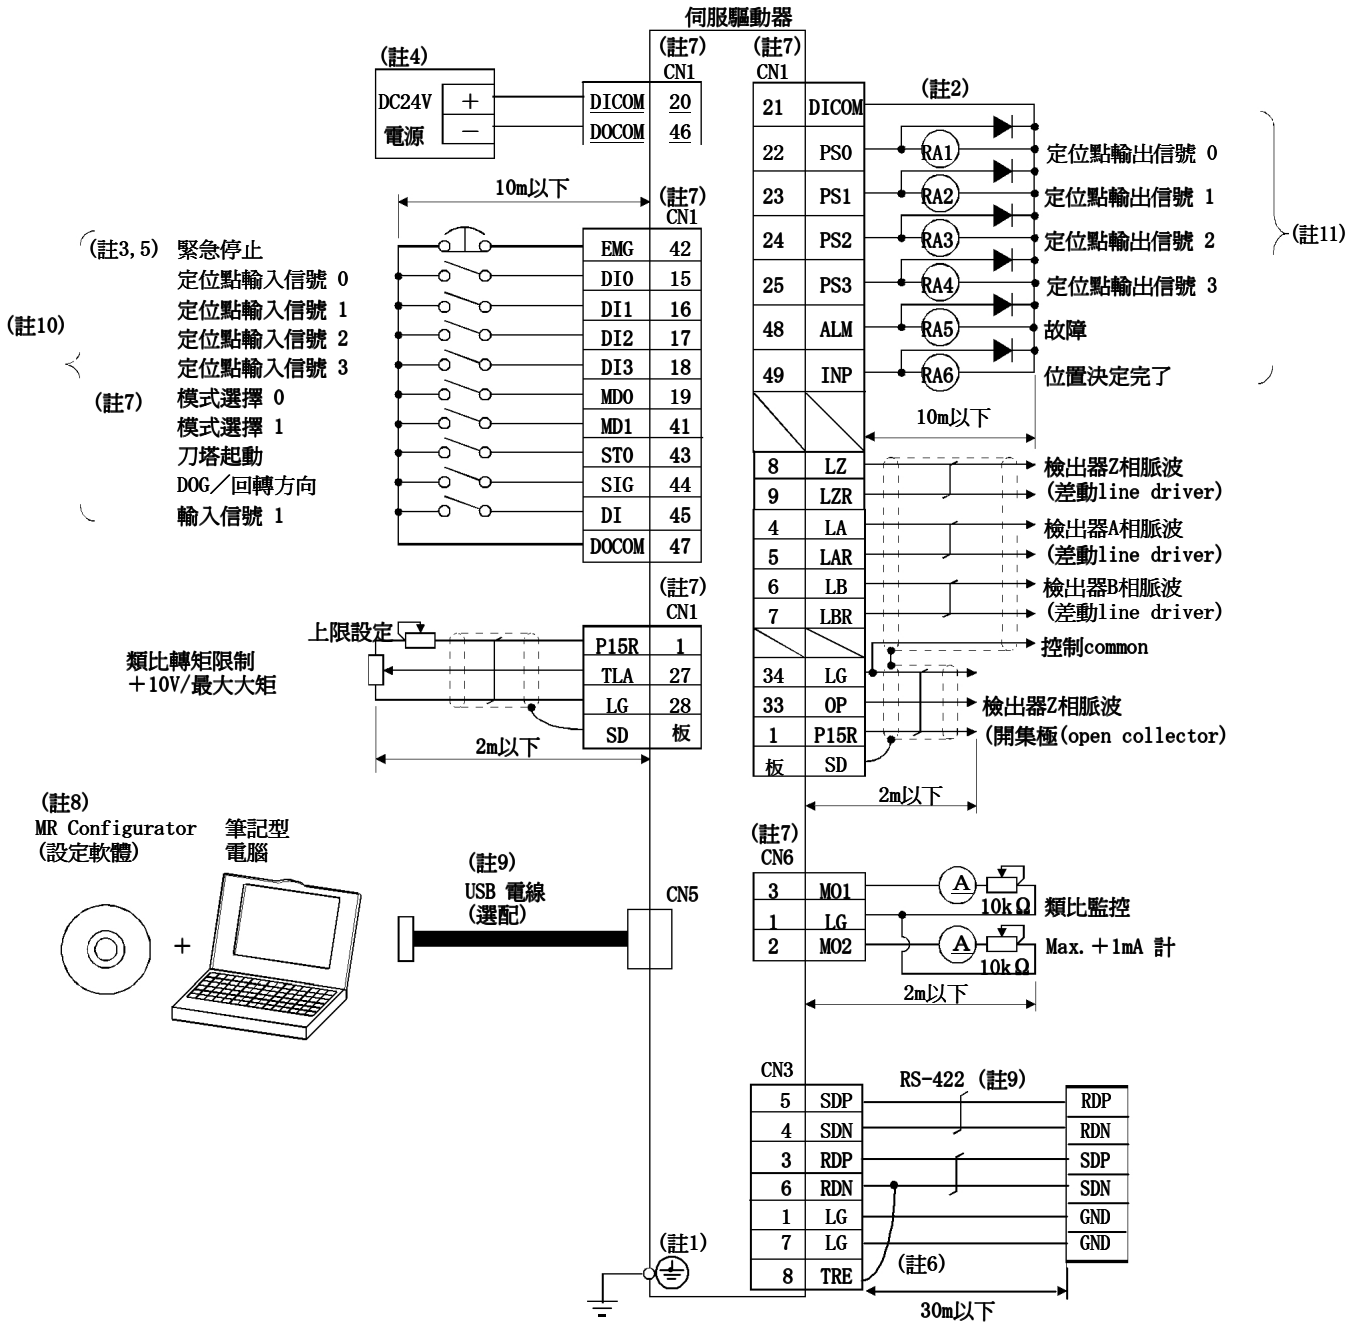 伺服驅動器
(註4)
DC24V
電源
+
−
(註7)
CN1
DICOM 20
DOCOM 46
10m以下
(註7)
CN1
(註3,5) 緊急停止
EMG 42
定位點輸入信號 0
DI0 15
定位點輸入信號 1
DI1 16
定位點輸入信號 2
DI2 17
定位點輸入信號 3
DI3 18
(註10)
(註7)
模式選擇 0
MD0 19
模式選擇 1
MD1 41
刀塔起動
ST0 43
DOG／回轉方向
SIG 44
輸入信號 1
DI 45
DOCOM 47
(註7)
CN1
上限設定
類比轉矩限制
＋10V/最大大矩
P15R 1
TLA 27
LG 28
SD 板
2m以下
(註8)
MR Configurator
(設定軟體)
+
筆記型
電腦
(註9)
USB 電線
(選配)
CN5
(註1)
(註7)
CN1
(註2)
21 DICOM
22 PS0 RA1 定位點輸出信號 0
23 PS1 RA2 定位點輸出信號 1
24 PS2 RA3 定位點輸出信號 2
25 PS3 RA4 定位點輸出信號 3
48 ALM RA5 故障
49 INP RA6 位置決定完了
(註11)
10m以下
8 LZ 檢出器Z相脈波
9 LZR (差動line driver)
4 LA 檢出器A相脈波
5 LAR (差動line driver)
6 LB 檢出器B相脈波
7 LBR (差動line driver)
控制common
34 LG
33 OP 檢出器Z相脈波
1 P15R (開集極(open collector)
板 SD
2m以下
(註7)
CN6
3 MO1 A 10kΩ 類比監控
1 LG
2 MO2 A 10kΩ Max.＋1mA 計
2m以下
CN3
RS-422 (註9)
5 SDP RDP
4 SDN RDN
3 RDP SDP
6 RDN SDN
1 LG GND
7 LG GND
8 TRE
(註6)
30m以下